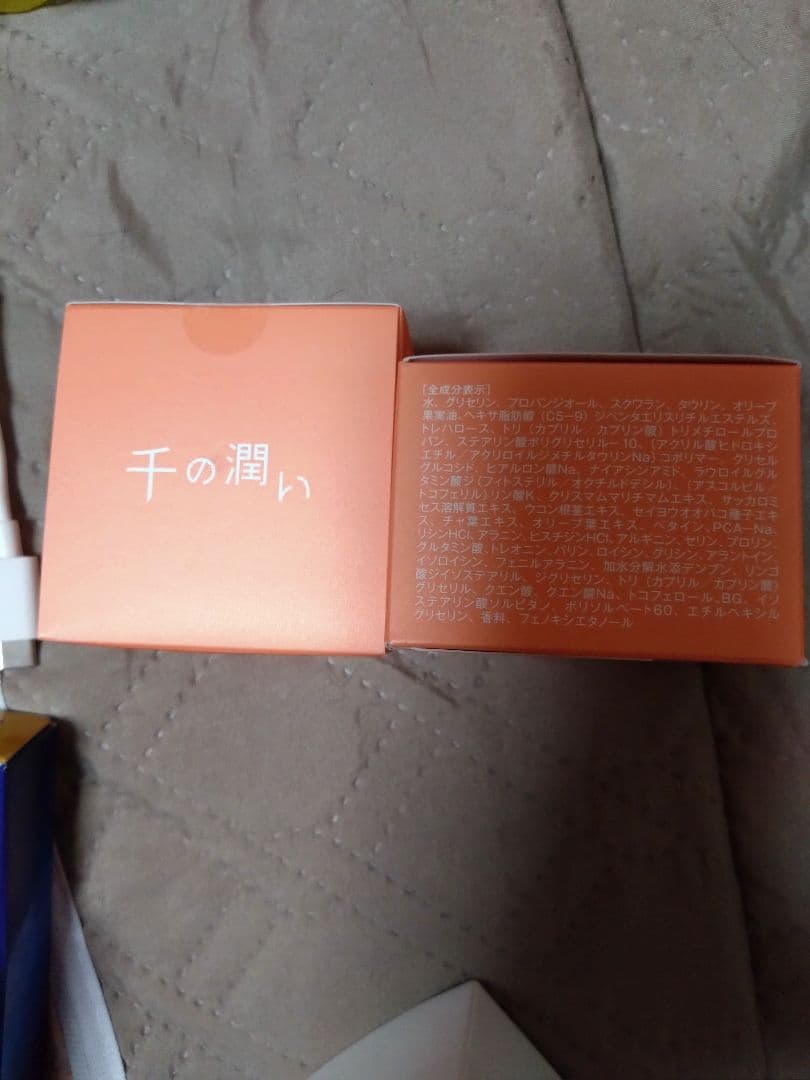 千の潤い
[全成分表示]
水、グリセリン、プロパンジオール、スクワラン、タウリン、オリーブ
果実油、ヘキサ脂肪酸（C5-9）ジペンタエリスリチルエステルズ、
トレハロース、トリ（カプリル／カプリン酸）トリメチロールプロ
パン、ステアリン酸ポリグリセリル-10、（アクリル酸ヒドロキシ
エチル／アクリロイルジメチルタウリンNa）コポリマー、グリセリル
グルコシド、ヒアルロン酸Na、ナイアシンアミド、ラウロイルグル
タミン酸ジ（フィトステリル／オクチルドデシル）、（アスコルビル／
トコフェリル）リン酸K、クリスマムマリチマムエキス、サッカロミ
セス溶解質エキス、ウコン根茎エキス、セイヨウオオバコ種子エキ
ス、チャ葉エキス、オリーブ葉エキス、ベタイン、PCA-Na、
リシンHCl、アラニン、ヒスチジンHCl、アルギニン、セリン、プロリン、
グルタミン酸、トレオニン、バリン、ロイシン、グリシン、アラントイン、
イソロイシン、フェニルアラニン、加水分解水添デンプン、リンゴ
酸ジイソステアリル、ジグリセリン、トリ（カプリル／カプリン酸）
グリセリル、クエン酸、クエン酸Na、トコフェロール、BG、イソ
ステアリン酸ソルビタン、ポリソルベート60、エチルヘキシル
グリセリン、香料、フェノキシエタノール